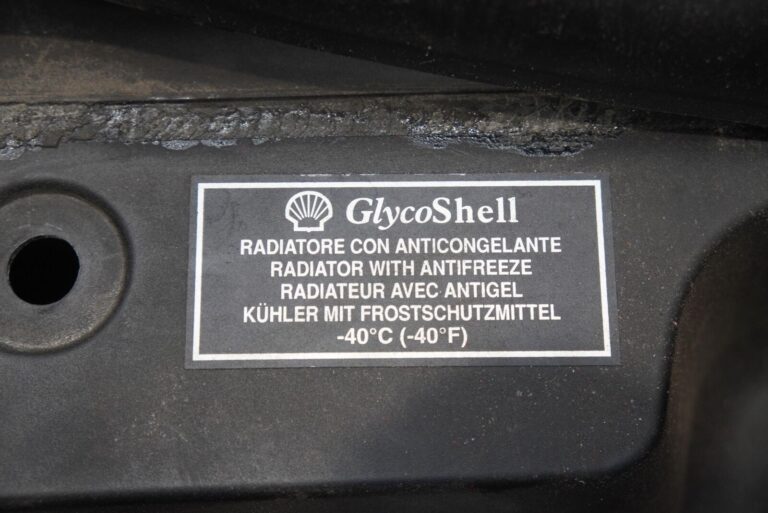 GlycoShell
RADIATORE CON ANTICONGELANTE
RADIATOR WITH ANTIFREEZE
RADIATEUR AVEC ANTIGEL
KÜHLER MIT FROSTSCHUTZMITTEL
-40°C (-40°F)